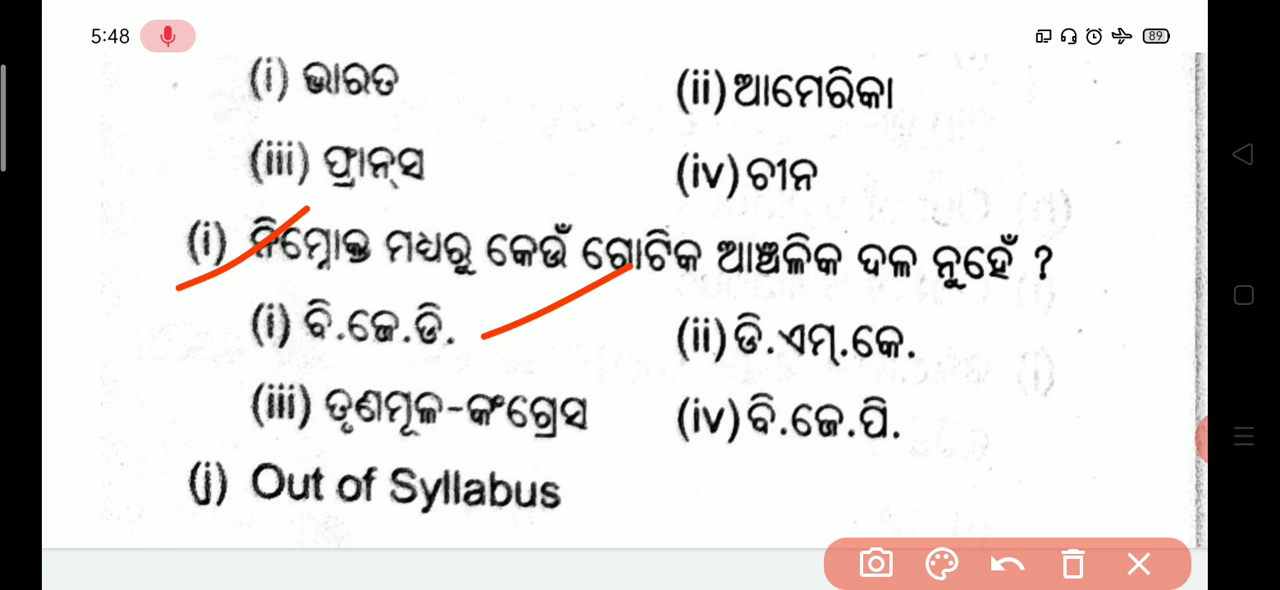 5:48 89
(i) ଭାରତ (ii) ଆମେରିକା
(iii) ଫ୍ରାନ୍‌ସ (iv) ଚୀନ
(i) ନିମ୍ନୋକ୍ତ ମଧ୍ୟରୁ କେଉଁ ଗୋଟିକ ଆଞ୍ଚଳିକ ଦଳ ନୁହେଁ ?
(i) ବି.ଜେ.ଡି. (ii) ଡି.ଏମ୍.କେ.
(iii) ତୃଣମୂଳ-କଂଗ୍ରେସ (iv) ବି.ଜେ.ପି.
(j) Out of Syllabus